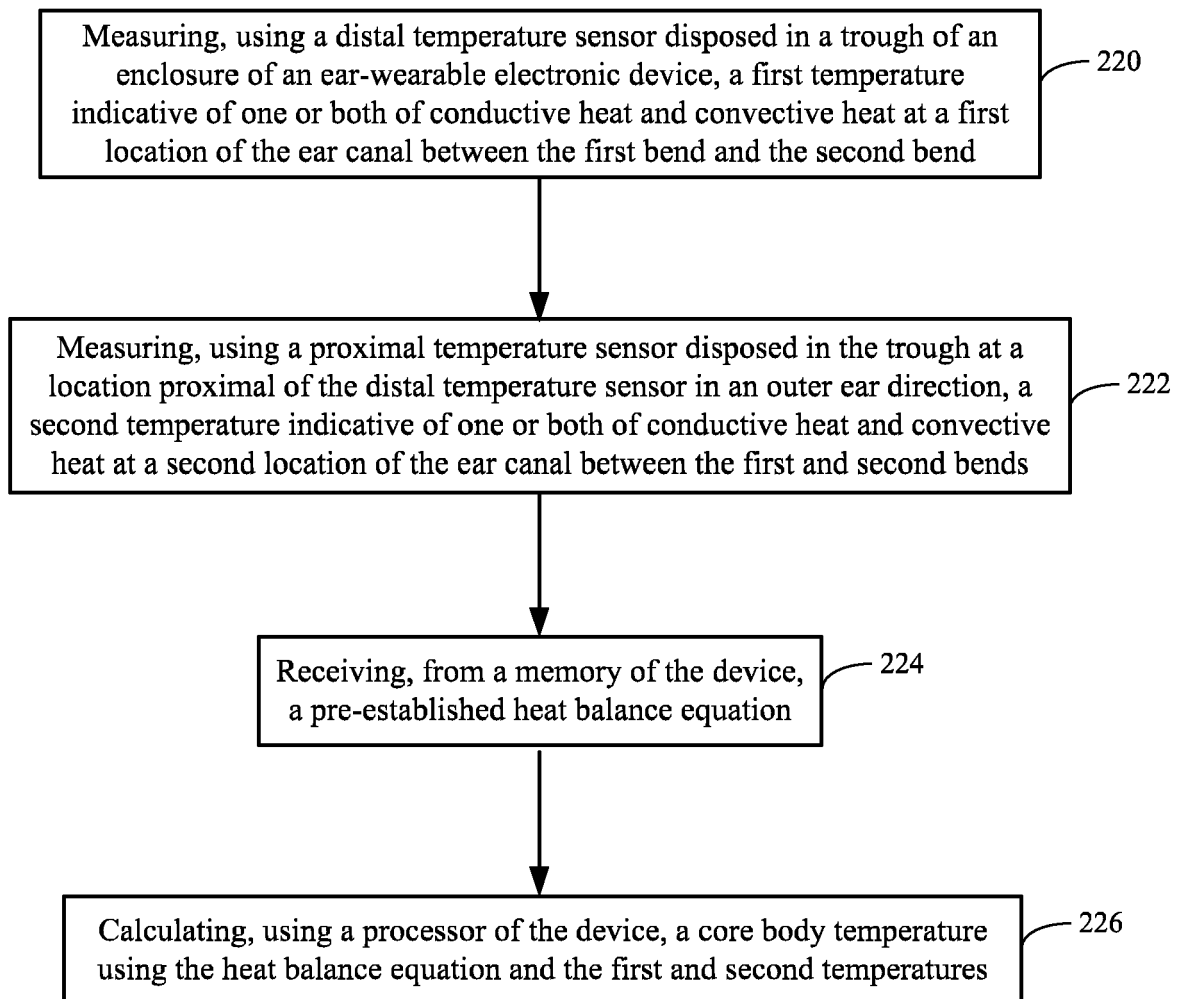 Measuring, using a distal temperature sensor disposed in a trough of an
enclosure of an ear-wearable electronic device, a first temperature
indicative of one or both of conductive heat and convective heat at a first
location of the ear canal between the first bend and the second bend
220
Measuring, using a proximal temperature sensor disposed in the trough at a
location proximal of the distal temperature sensor in an outer ear direction, a
second temperature indicative of one or both of conductive heat and convective
heat at a second location of the ear canal between the first and second bends
222
Receiving, from a memory of the device,
a pre-established heat balance equation
224
Calculating, using a processor of the device, a core body temperature
using the heat balance equation and the first and second temperatures
226